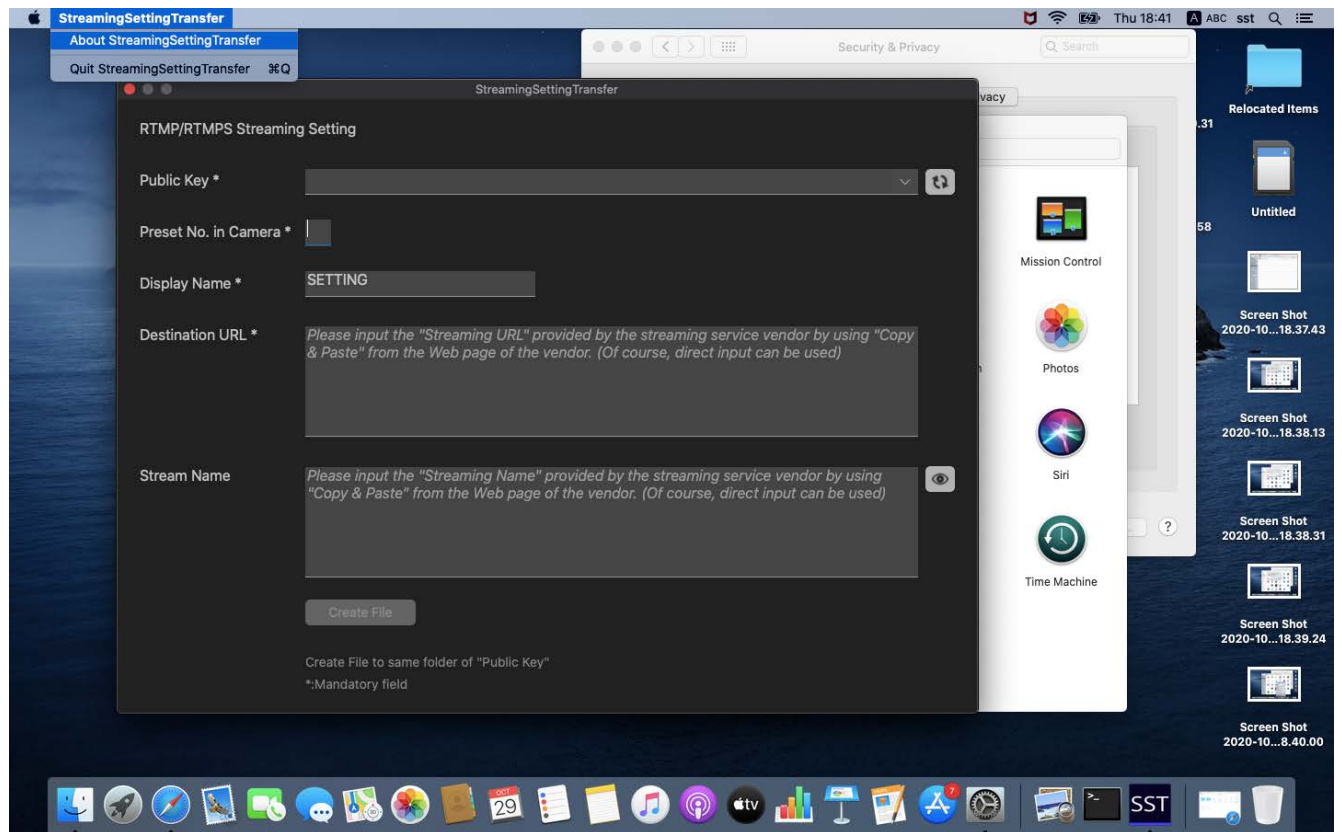 StreamingSettingTransfer
Thu 18:41
A
ABC
sst
About StreamingSettingTransfer
Quit StreamingSettingTransfer ⌘Q
Security & Privacy
Search
StreamingSettingTransfer
RTMP/RTMPS Streaming Setting
Public Key *
Preset No. in Camera *
Display Name *
SETTING
Destination URL *
Please input the "Streaming URL" provided by the streaming service vendor by using "Copy
& Paste" from the Web page of the vendor. (Of course, direct input can be used)
Stream Name
Please input the "Streaming Name" provided by the streaming service vendor by using
"Copy & Paste" from the Web page of the vendor. (Of course, direct input can be used)
Create File
Create File to same folder of "Public Key"
*:Mandatory field
vacy
Mission Control
Photos
Siri
Time Machine
?
Relocated Items
.31
Untitled
58
Screen Shot
2020-10...18.37.43
Screen Shot
2020-10...18.38.13
Screen Shot
2020-10...18.38.31
Screen Shot
2020-10...18.39.24
Screen Shot
2020-10...8.40.00
OCT
29
tv
7
>-
SST